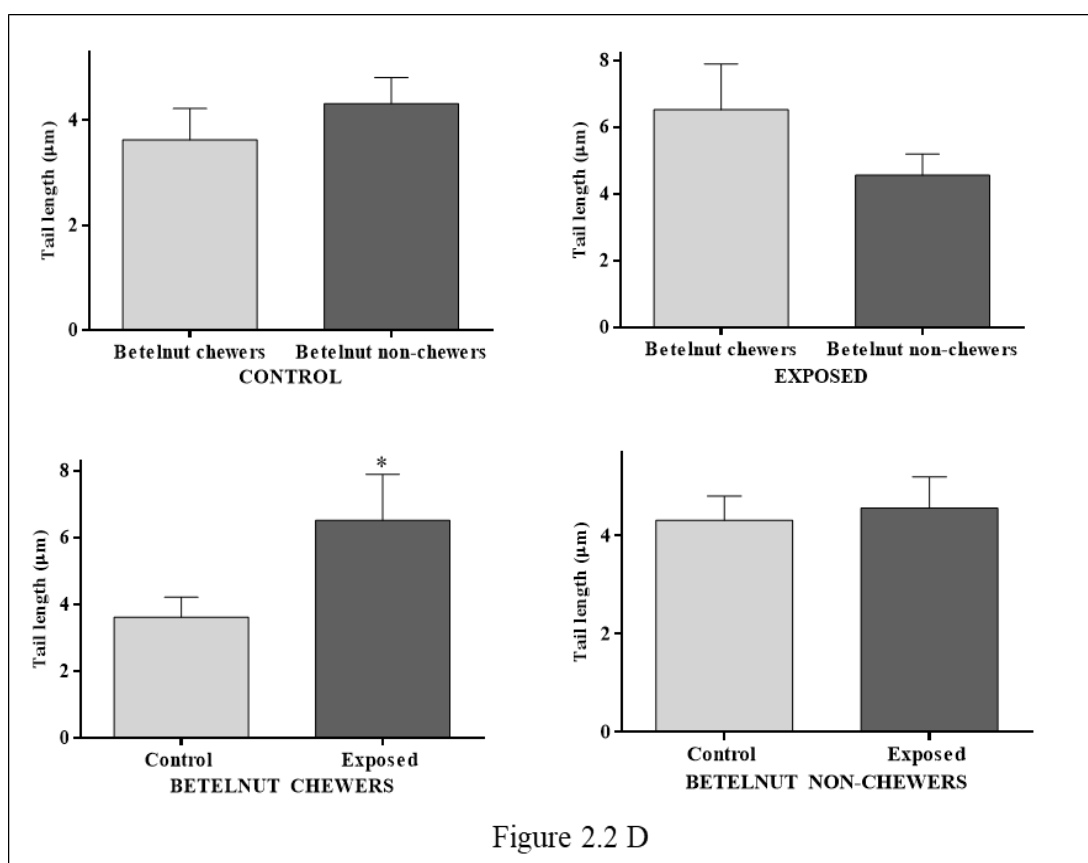 Tail length (µm)
4
2
0
Betelnut chewers Betelnut non-chewers
CONTROL
Tail length (µm)
8
6
4
2
0
Betelnut chewers Betelnut non-chewers
EXPOSED
Tail length (µm)
8
6
4
2
0
*
Control Exposed
BETELNUT CHEWERS
Tail length (µm)
4
2
0
Control Exposed
BETELNUT NON-CHEWERS
Figure 2.2 D